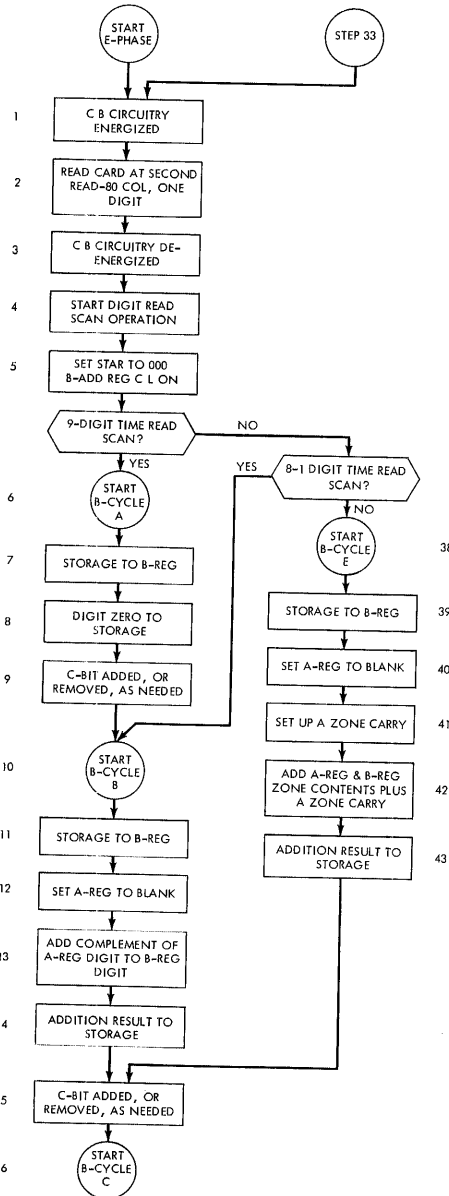 START
E-PHASE
STEP 33
1
C B CIRCUITRY
ENERGIZED
2
READ CARD AT SECOND
READ-80 COL, ONE
DIGIT
3
C B CIRCUITRY DE-
ENERGIZED
4
START DIGIT READ
SCAN OPERATION
5
SET STAR TO 000
B-ADD REG C L ON
9-DIGIT TIME READ
SCAN?
NO
YES
8-1 DIGIT TIME READ
SCAN?
YES
NO
6
START
B-CYCLE
A
START
B-CYCLE
E
38
7
STORAGE TO B-REG
STORAGE TO B-REG
39
8
DIGIT ZERO TO
STORAGE
SET A-REG TO BLANK
40
9
C-BIT ADDED, OR
REMOVED, AS NEEDED
SET UP A ZONE CARRY
41
10
START
B-CYCLE
B
ADD A-REG & B-REG
ZONE CONTENTS PLUS
A ZONE CARRY
42
11
STORAGE TO B-REG
ADDITION RESULT TO
STORAGE
43
12
SET A-REG TO BLANK
13
ADD COMPLEMENT OF
A-REG DIGIT TO B-REG
DIGIT
4
ADDITION RESULT TO
STORAGE
5
C-BIT ADDED, OR
REMOVED, AS NEEDED
6
START
B-CYCLE
C